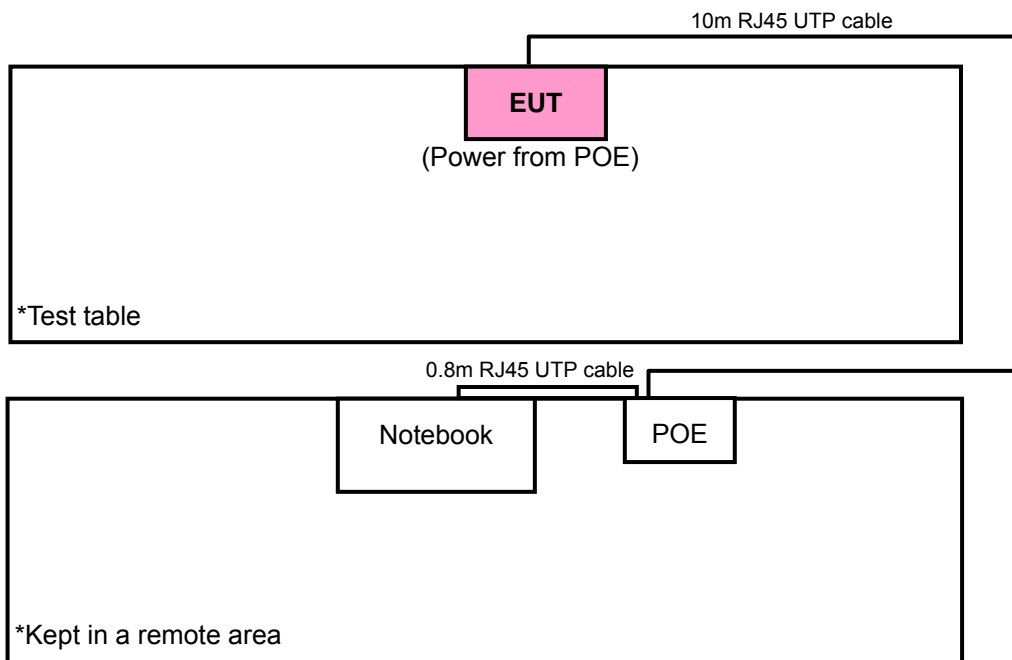 10m RJ45 UTP cable
EUT
(Power from POE)
*Test table
0.8m RJ45 UTP cable
Notebook
POE
*Kept in a remote area